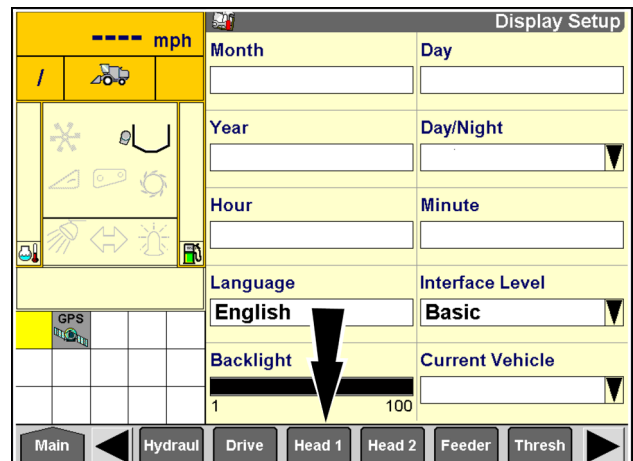 ---- mph
/
GPS
Display Setup
Month
Day
Year
Day/Night
Hour
Minute
Language
Interface Level
English
Basic
Backlight
Current Vehicle
1 100
Main Hydraul Drive Head 1 Head 2 Feeder Thresh